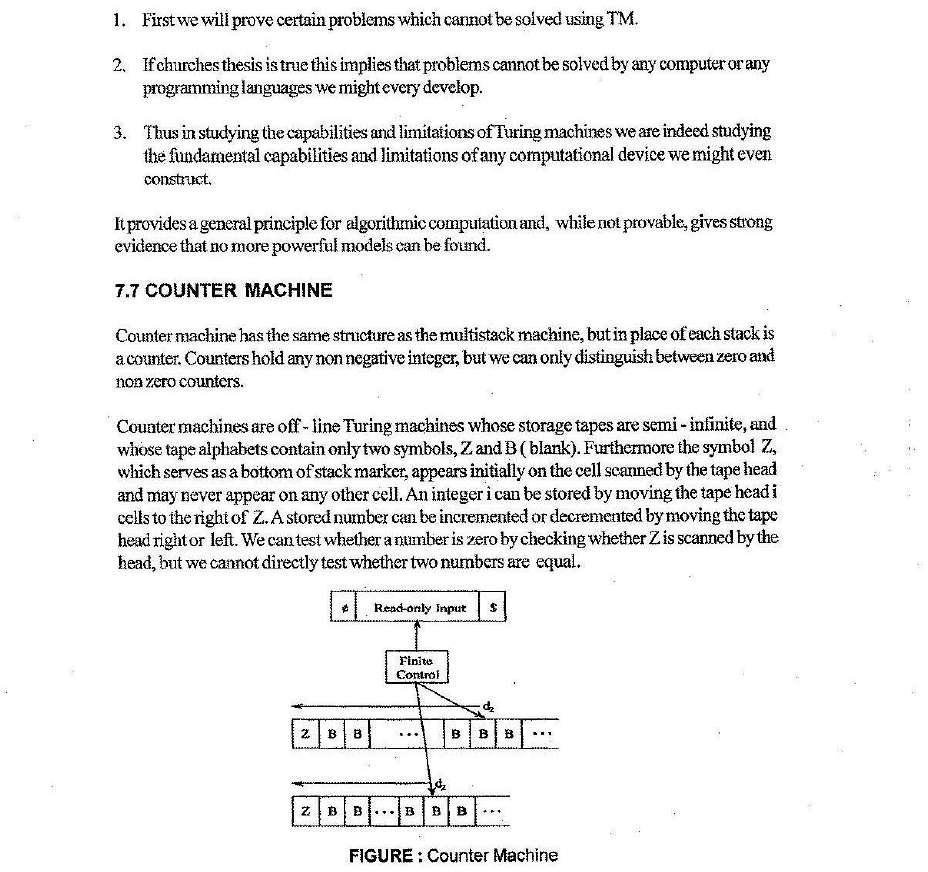 1. First we will prove certain problems which cannot be solved using TM.
2. If churches thesis is true this implies that problems cannot be solved by any computer or any
programming languages we might every develop.
3. Thus in studying the capabilities and limitations of Turing machines we are indeed studying
the fundamental capabilities and limitations of any computational device we might even
construct.
It provides a general principle for algorithmic computation and, while not provable, gives strong
evidence that no more powerful models can be found.
7.7 COUNTER MACHINE
Counter machine has the same structure as the multistack machine, but in place of each stack is
a counter. Counters hold any non negative integer, but we can only distinguish between zero and
non zero counters.
Counter machines are off - line Turing machines whose storage tapes are semi - infinite, and
whose tape alphabets contain only two symbols, Z and B ( blank). Furthermore the symbol Z,
which serves as a bottom of stack marker, appears initially on the cell scanned by the tape head
and may never appear on any other cell. An integer i can be stored by moving the tape head i
cells to the right of Z. A stored number can be incremented or decremented by moving the tape
head right or left. We can test whether a number is zero by checking whether Z is scanned by the
head, but we cannot directly test whether two numbers are equal.
¢ Read-only Input $
Finite
Control
d₂
Z B B ... B B B ...
d₂
Z B B ... B B B ...
FIGURE : Counter Machine